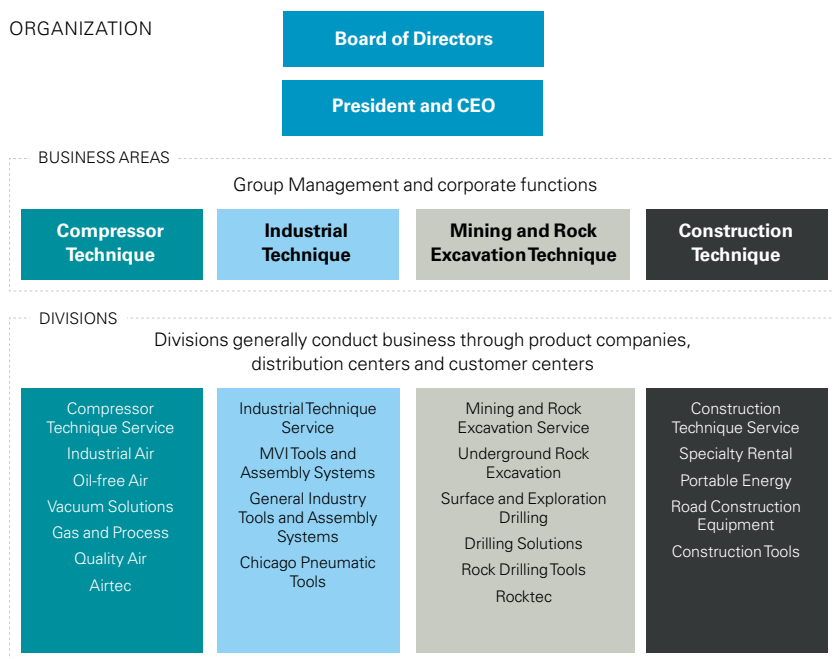 ORGANIZATION
Board of Directors
President and CEO
BUSINESS AREAS
Group Management and corporate functions
Compressor
Technique
Industrial
Technique
Mining and Rock
Excavation Technique
Construction
Technique
DIVISIONS
Divisions generally conduct business through product companies,
distribution centers and customer centers
Compressor
Technique Service
Industrial Air
Oil-free Air
Vacuum Solutions
Gas and Process
Quality Air
Airtec
Industrial Technique
Service
MVI Tools and
Assembly Systems
General Industry
Tools and Assembly
Systems
Chicago Pneumatic
Tools
Mining and Rock
Excavation Service
Underground Rock
Excavation
Surface and Exploration
Drilling
Drilling Solutions
Rock Drilling Tools
Rocktec
Construction
Technique Service
Specialty Rental
Portable Energy
Road Construction
Equipment
Construction Tools